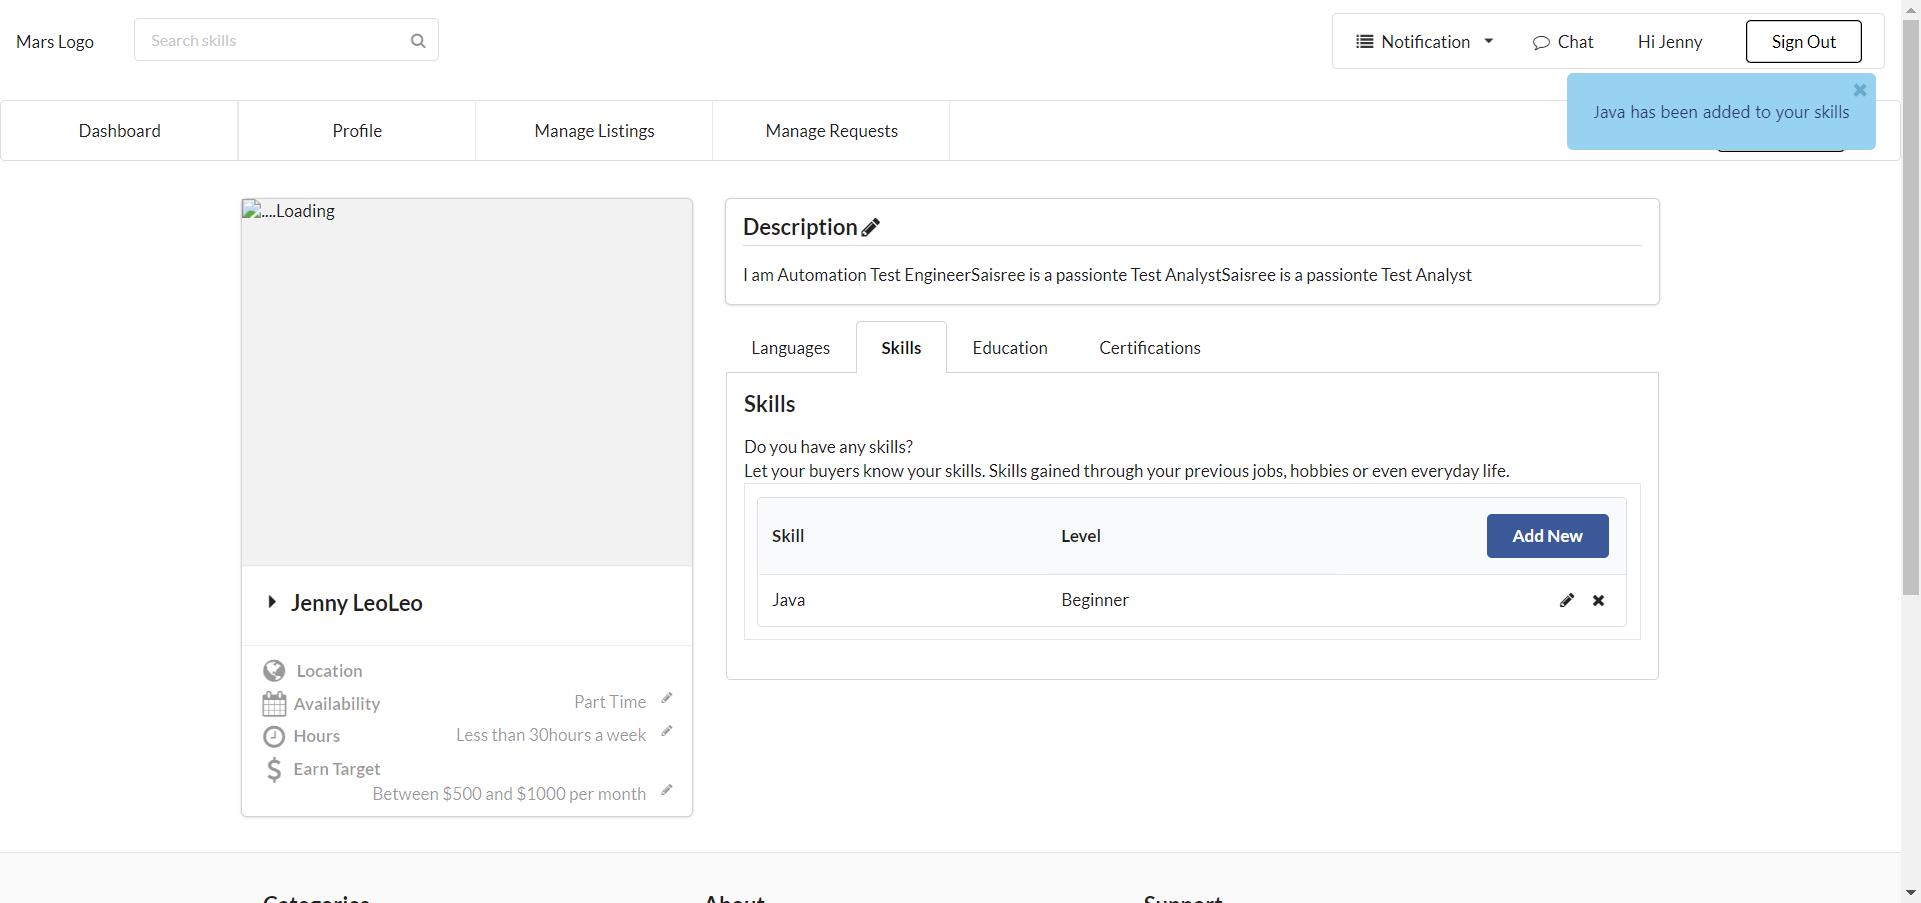 Mars Logo
Search skills
Notification
Chat
Hi Jenny
Sign Out
Java has been added to your skills
Dashboard
Profile
Manage Listings
Manage Requests
....Loading
Description
I am Automation Test EngineerSaisree is a passionte Test AnalystSaisree is a passionte Test Analyst
Languages
Skills
Education
Certifications
Skills
Do you have any skills?
Let your buyers know your skills. Skills gained through your previous jobs, hobbies or even everyday life.
Skill
Level
Add New
Java
Beginner
Jenny LeoLeo
Location
Availability
Part Time
Hours
Less than 30hours a week
Earn Target
Between $500 and $1000 per month
Categories
About
Support